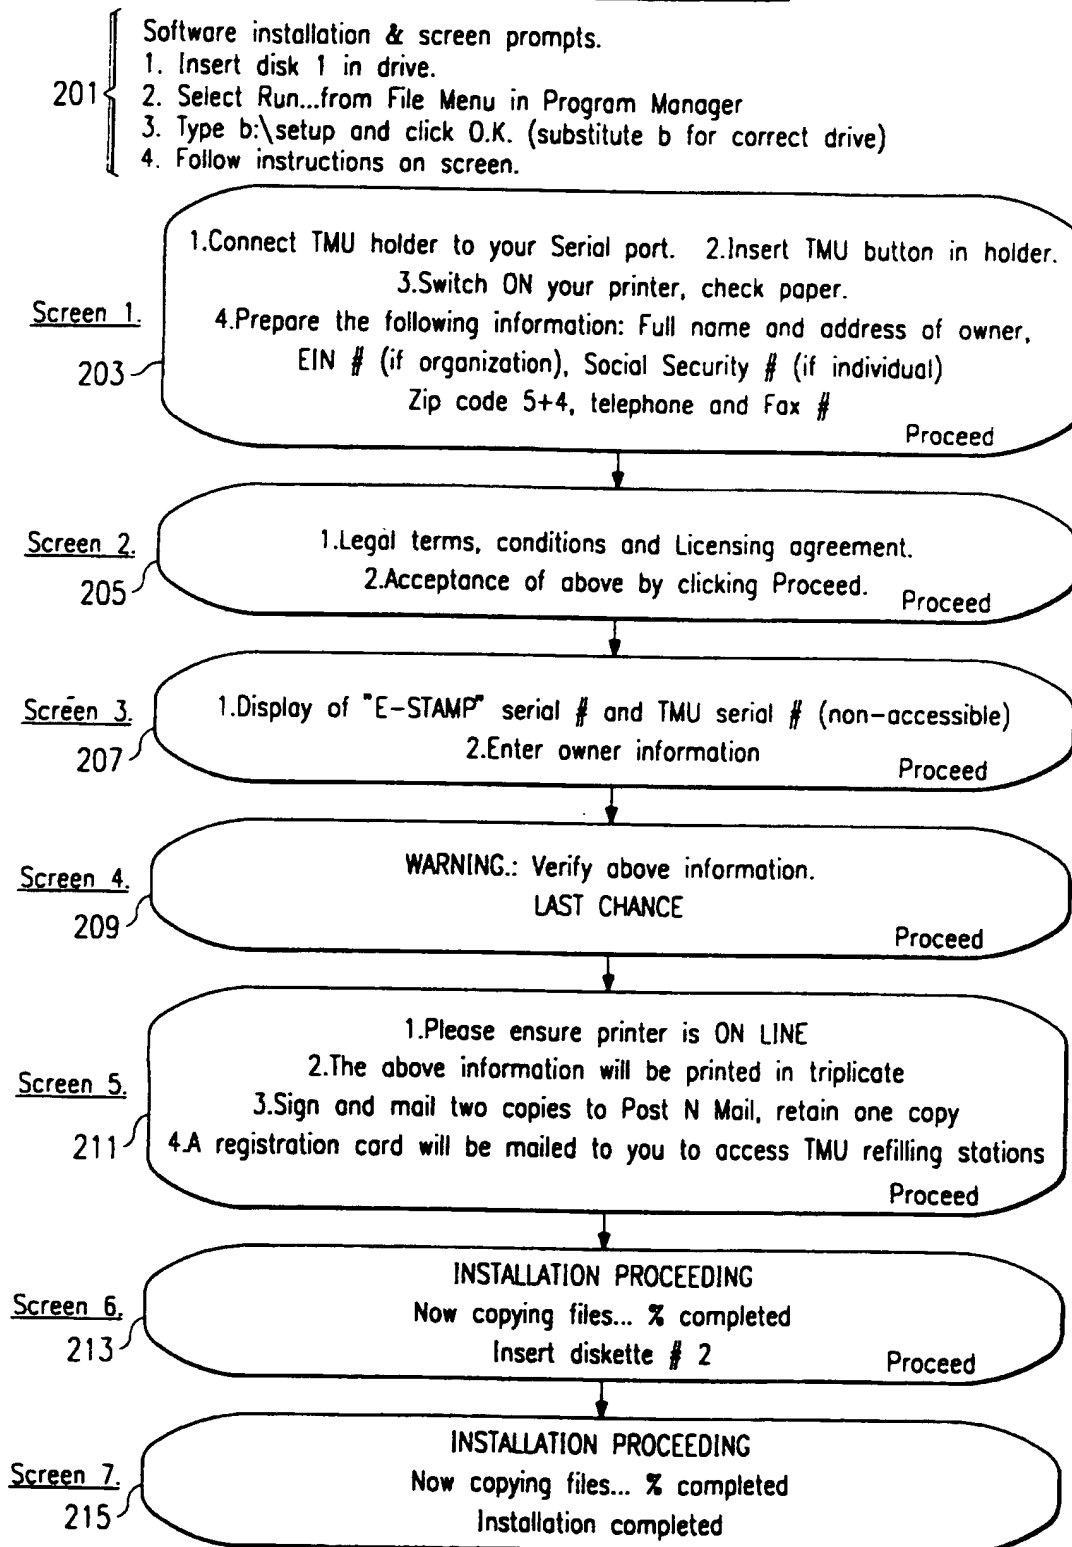 Software installation & screen prompts.
1. Insert disk 1 in drive.
201
2. Select Run...from File Menu in Program Manager
3. Type b:\setup and click O.K. (substitute b for correct drive)
4. Follow instructions on screen.
1.Connect TMU holder to your Serial port. 2.Insert TMU button in holder.
3.Switch ON your printer, check paper.
Screen 1.
4.Prepare the following information: Full name and address of owner,
203
EIN # (if organization), Social Security # (if individual)
Zip code 5+4, telephone and Fax #
Proceed
Screen 2.
1.Legal terms, conditions and Licensing agreement.
205
2.Acceptance of above by clicking Proceed.
Proceed
Screen 3.
1.Display of "E-STAMP" serial # and TMU serial # (non-accessible)
207
2.Enter owner information
Proceed
WARNING.: Verify above information.
Screen 4.
209
LAST CHANCE
Proceed
1.Please ensure printer is ON LINE
2.The above information will be printed in triplicate
Screen 5.
3.Sign and mail two copies to Post N Mail, retain one copy
211
4.A registration card will be mailed to you to access TMU refilling stations
Proceed
INSTALLATION PROCEEDING
Screen 6.
Now copying files... % completed
213
Insert diskette # 2
Proceed
INSTALLATION PROCEEDING
Screen 7.
Now copying files... % completed
215
Installation completed